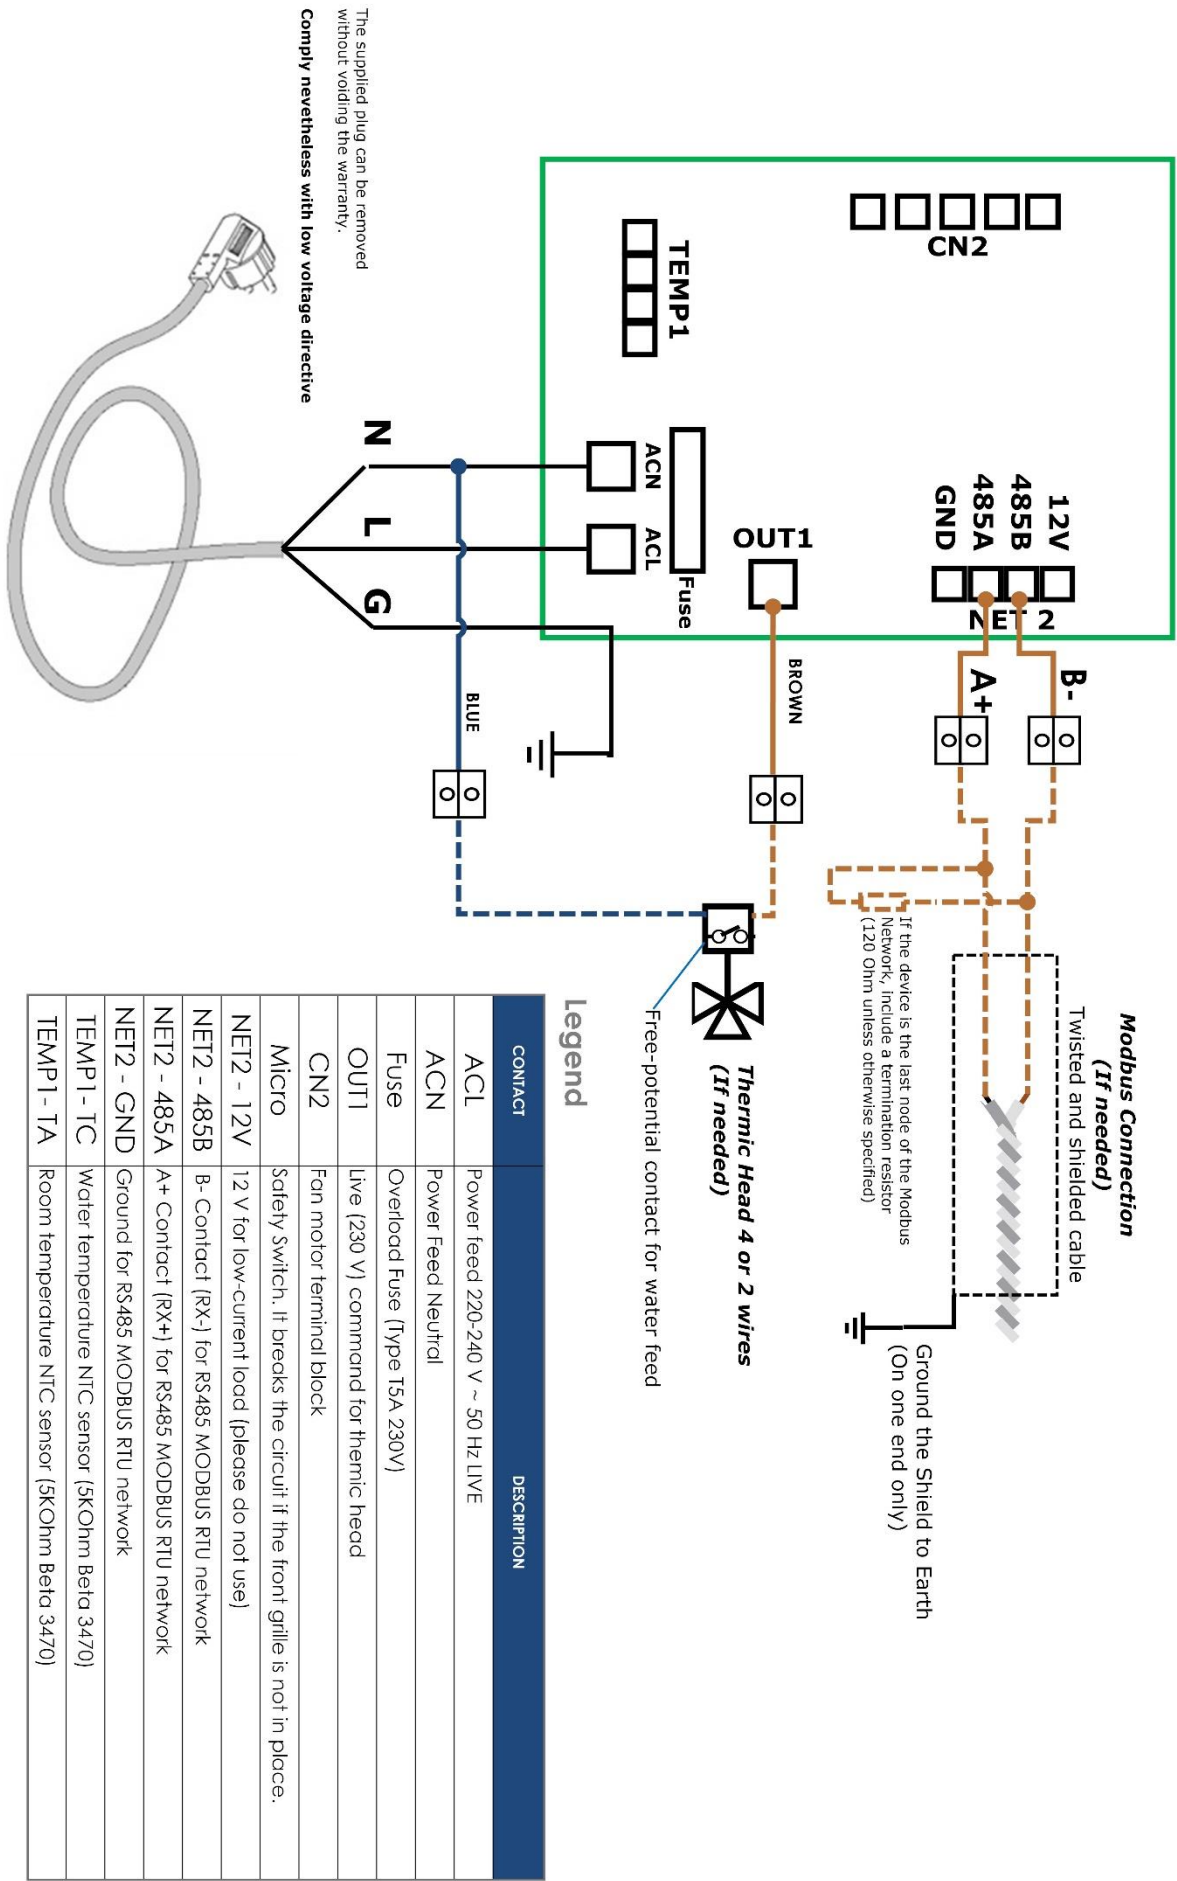 CN2
TEMP1
12V
485B
485A
GND
NET 2
OUT1
Fuse
ACN
ACL
N
L
G
B-
A+
BROWN
BLUE
The supplied plug can be removed
without voiding the warranty.
Comply nevetheless with low voltage directive
Modbus Connection
(If needed)
Twisted and shielded cable
If the device is the last node of the Modbus
Network, include a termination resistor
(120 Ohm unless otherwise specified)
Ground the Shield to Earth
(On one end only)
Thermic Head 4 or 2 wires
(If needed)
Free-potential contact for water feed
Legend
CONTACT DESCRIPTION
ACL Power feed 220-240 V ~ 50 Hz LIVE
ACN Power Feed Neutral
Fuse Overload Fuse (Type T5A 230V)
OUT1 Live (230 V) command for themic head
CN2 Fan motor terminal block
Micro Safety Switch. It breaks the circuit if the front grille is not in place.
NET2 - 12V 12 V for low-current load (please do not use)
NET2 - 485B B- Contact (RX-) for RS485 MODBUS RTU network
NET2 - 485A A+ Contact (RX+) for RS485 MODBUS RTU network
NET2 - GND Ground for RS485 MODBUS RTU network
TEMP1 - TC Water temperature NTC sensor (5KOhm Beta 3470)
TEMP1 - TA Room temperature NTC sensor (5KOhm Beta 3470)